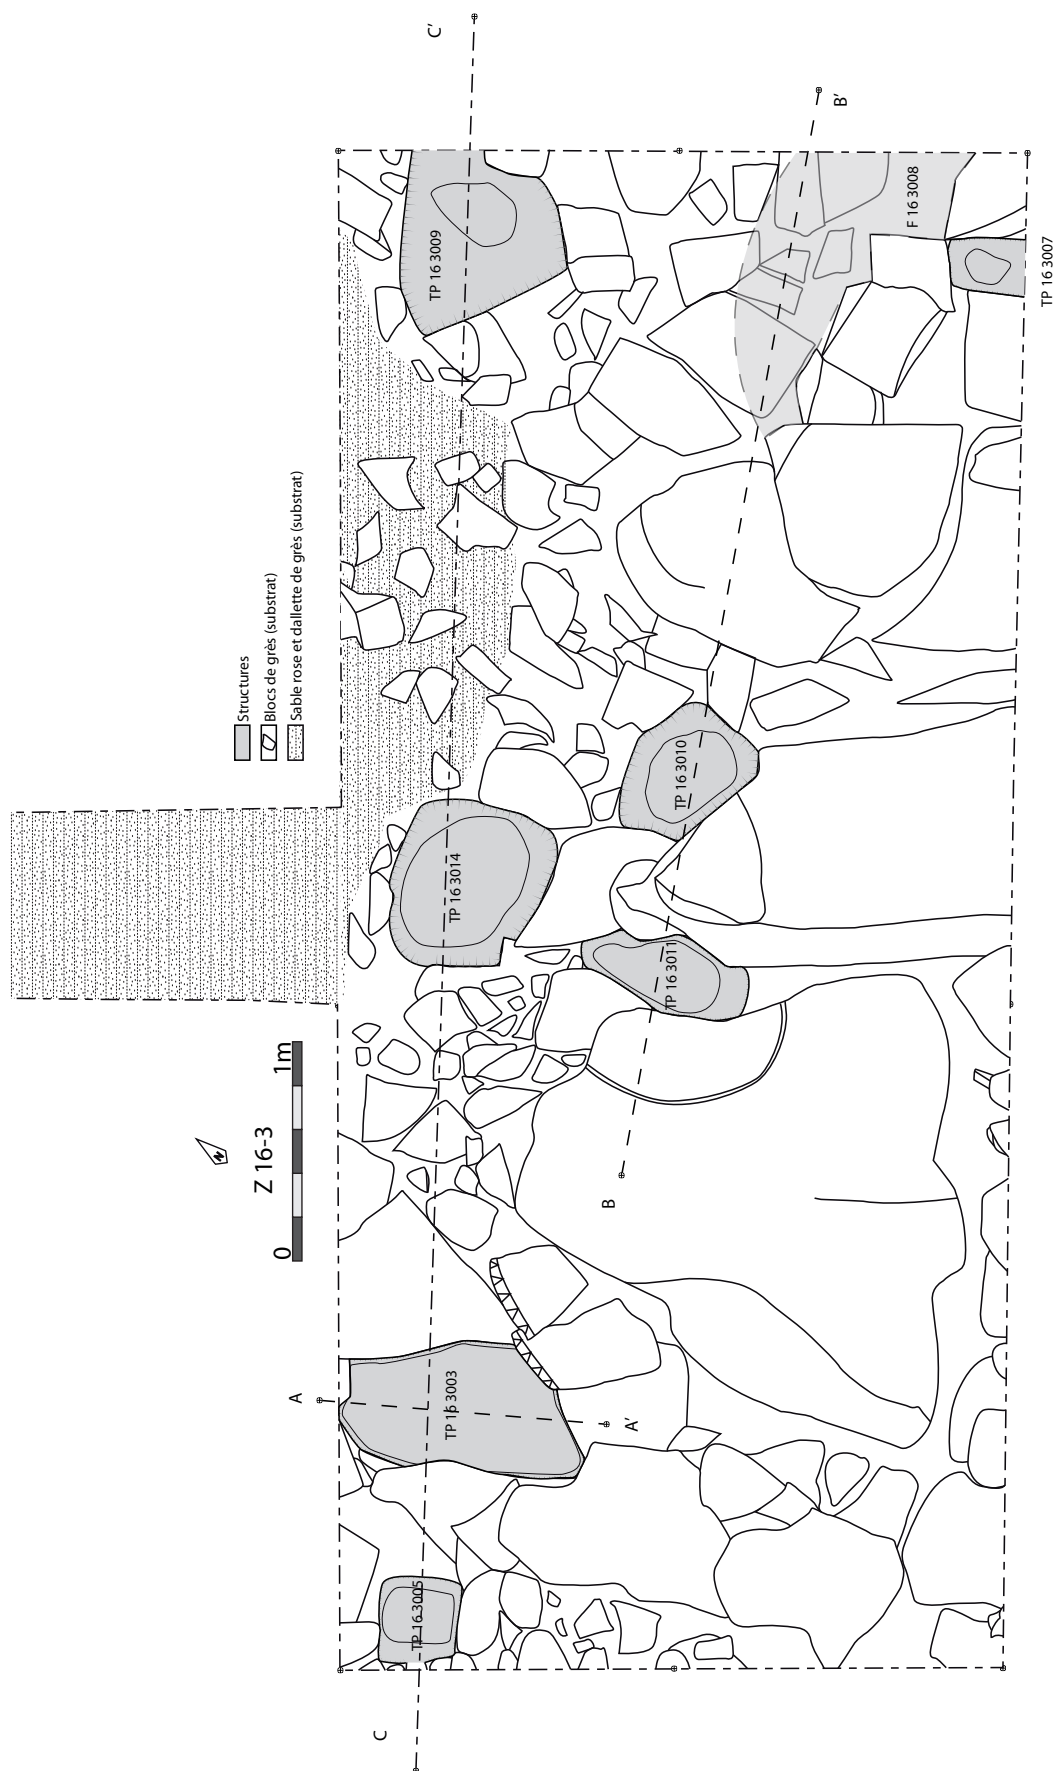 Z 16-3
0
1m
N
Structures
Blocs de grès (substrat)
Sable rose et dallette de grès (substrat)
A
A'
B
B'
C
C'
TP 16 3005
TP 16 3003
TP 16 3014
TP 16 3011
TP 16 3010
TP 16 3009
F 16 3008
TP 16 3007